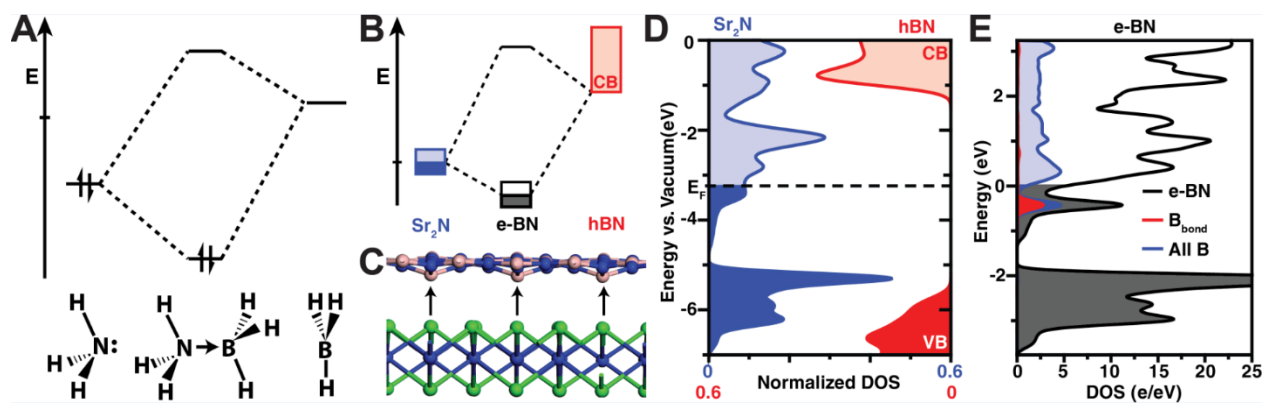 A
E
H
H
H
N:
H
H
H
N
B
H
H
H
H
H
B
H
B
E
CB
Sr₂N
e-BN
hBN
C
D
Sr₂N
hBN
0
-2
-4
-6
E_F
CB
VB
Energy vs. Vacuum(eV)
0
0.6
Normalized DOS
0.6
0
E
e-BN
2
0
-2
Energy (eV)
e-BN
B_bond
All B
0
5
10
15
20
25
DOS (e/eV)